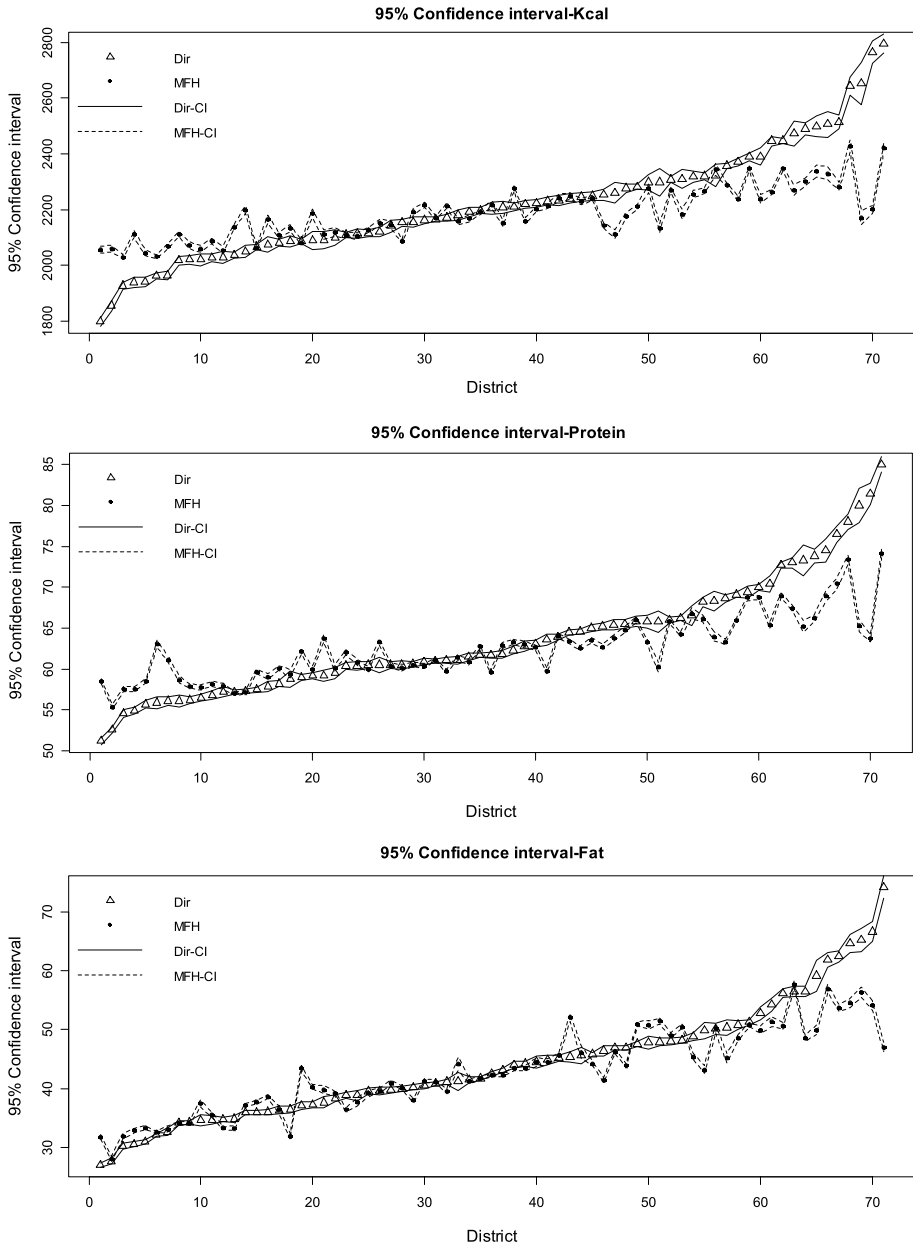 95% Confidence interval-Kcal
95% Confidence interval
2800
2600
2400
2200
2000
1800
Dir
MFH
Dir-CI
MFH-CI
0 10 20 30 40 50 60 70
District
95% Confidence interval-Protein
95% Confidence interval
85
80
75
70
65
60
55
50
Dir
MFH
Dir-CI
MFH-CI
0 10 20 30 40 50 60 70
District
95% Confidence interval-Fat
95% Confidence interval
70
60
50
40
30
Dir
MFH
Dir-CI
MFH-CI
0 10 20 30 40 50 60 70
District